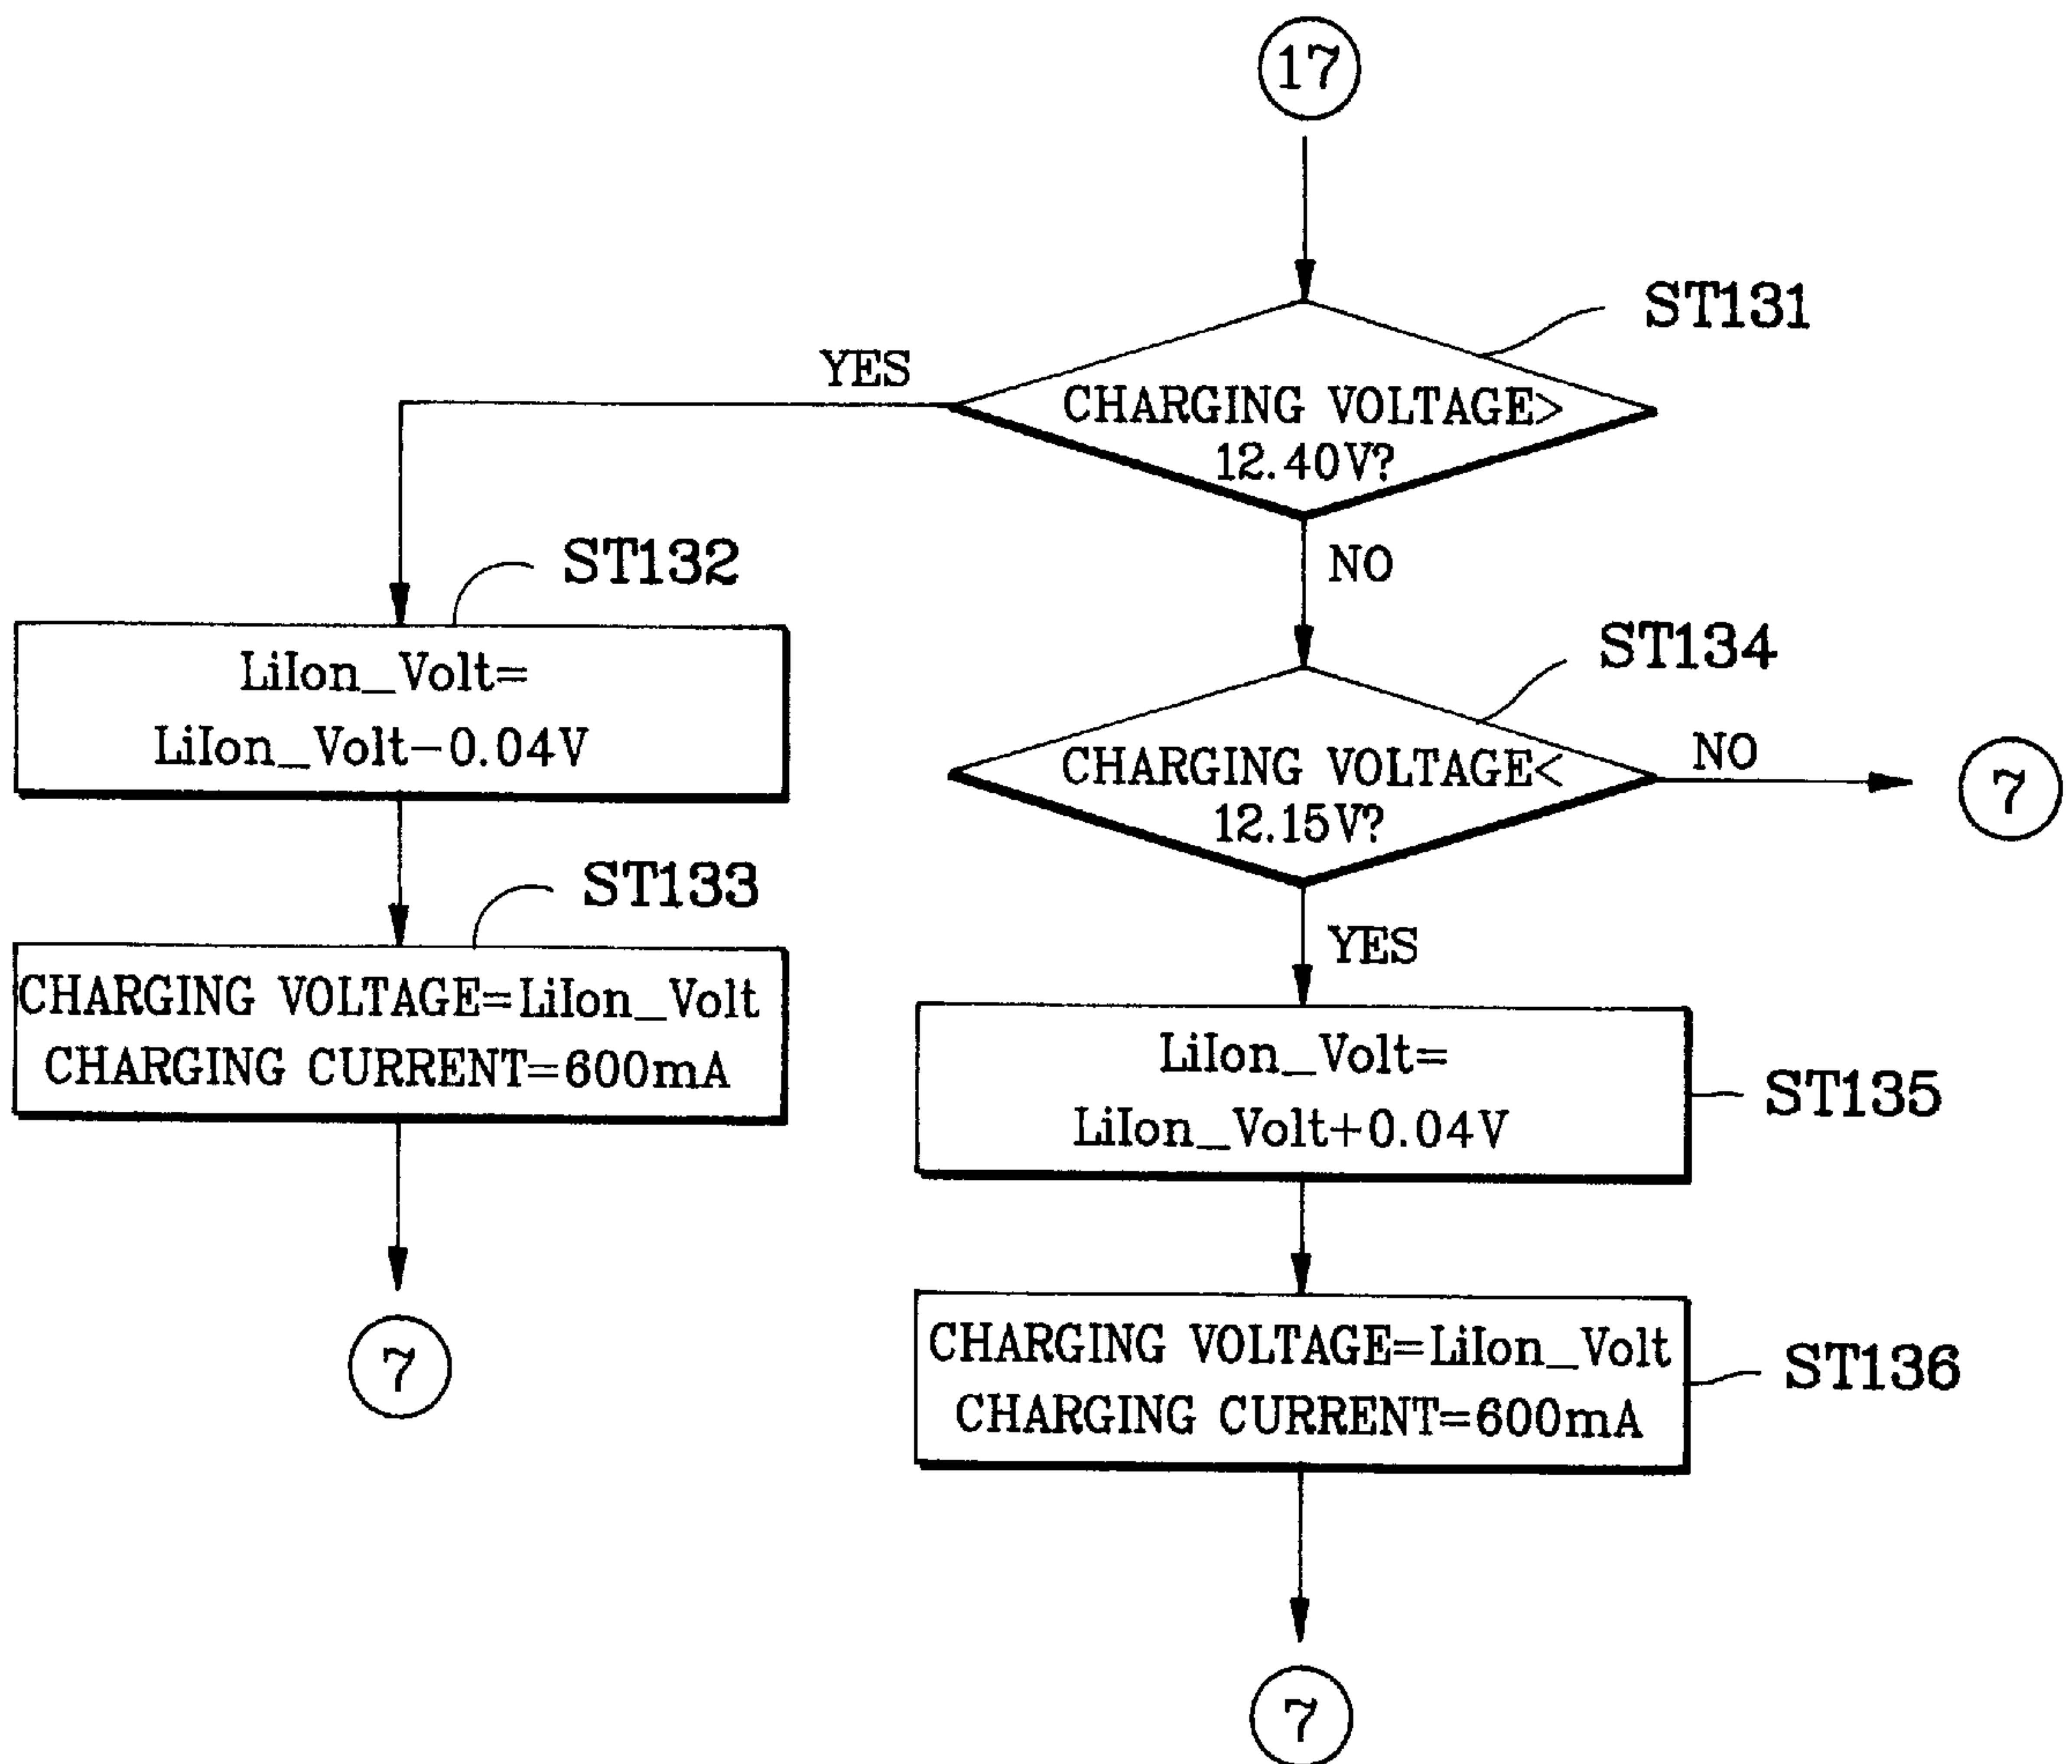 17
ST131
YES
CHARGING VOLTAGE>
12.40V?
NO
ST132
LiIon_Volt=
LiIon_Volt-0.04V
ST134
CHARGING VOLTAGE<
12.15V?
NO
7
ST133
CHARGING VOLTAGE=LiIon_Volt
CHARGING CURRENT=600mA
YES
LiIon_Volt=
LiIon_Volt+0.04V
ST135
7
CHARGING VOLTAGE=LiIon_Volt
CHARGING CURRENT=600mA
ST136
7